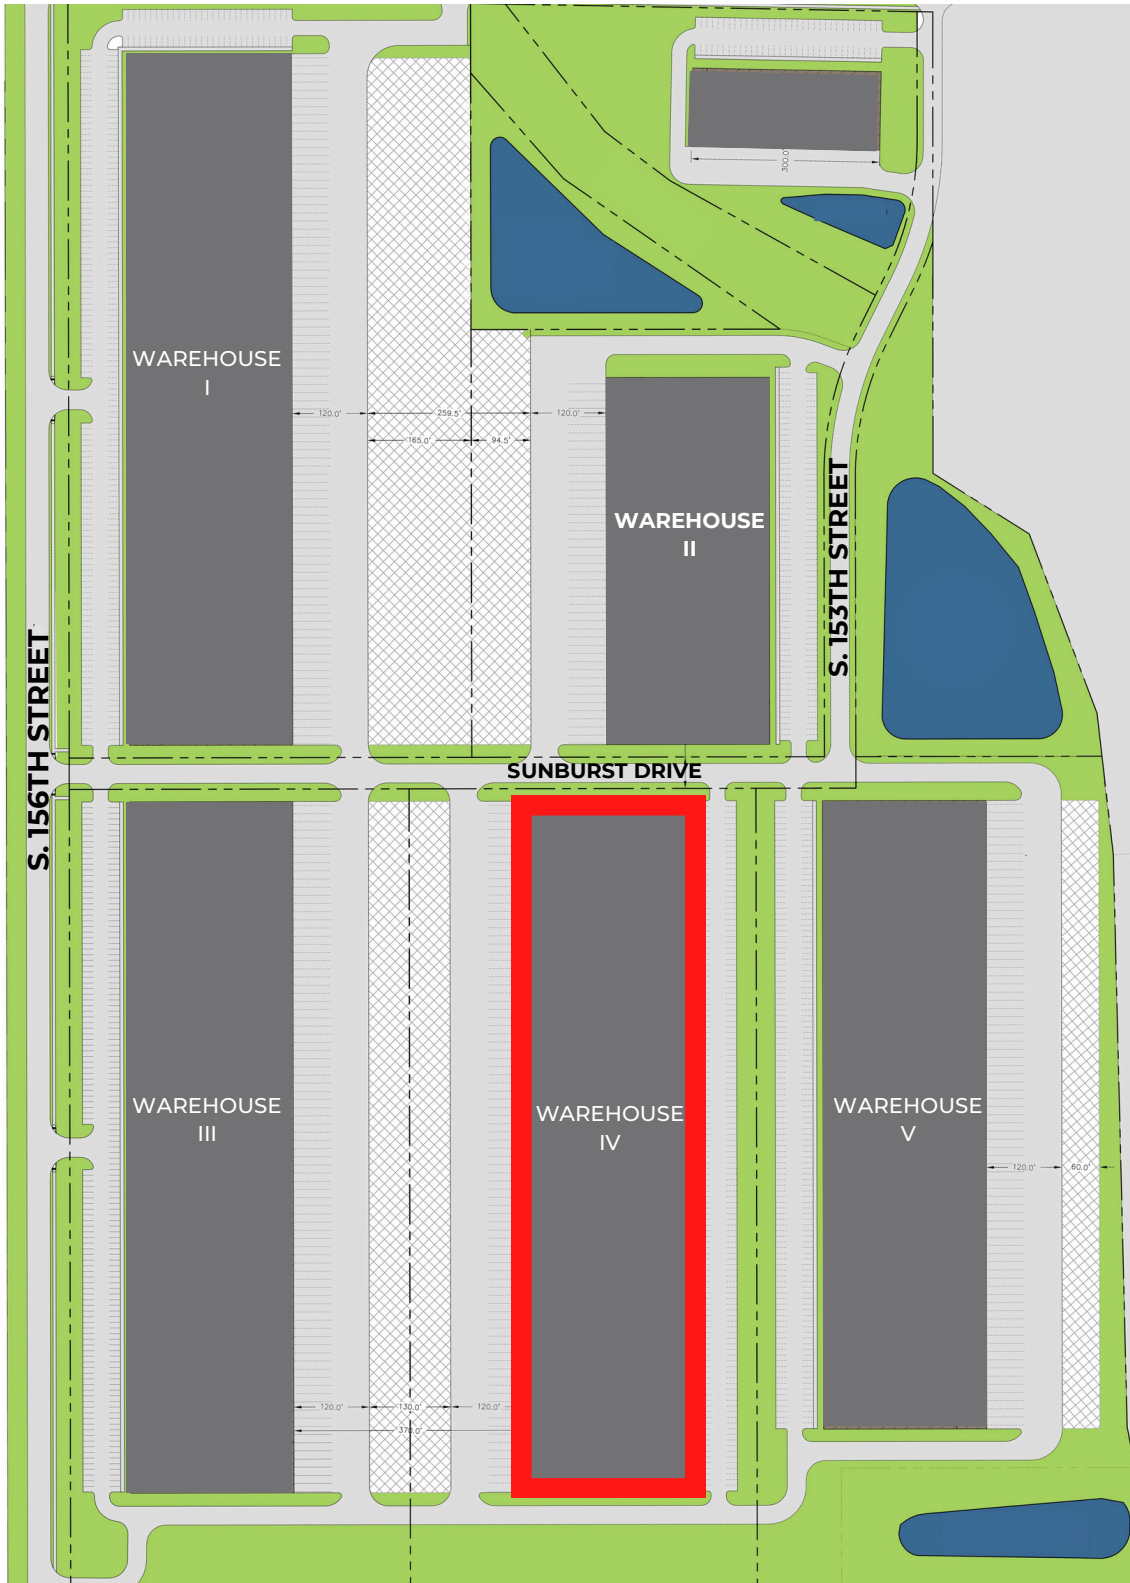 300.0'
WAREHOUSE
I
120.0'
259.5'
120.0'
165.0'
94.5'
WAREHOUSE
II
S. 153TH STREET
S. 156TH STREET
SUNBURST DRIVE
WAREHOUSE
III
WAREHOUSE
IV
WAREHOUSE
V
120.0'
60.0'
120.0'
130.0'
120.0'
370.0'